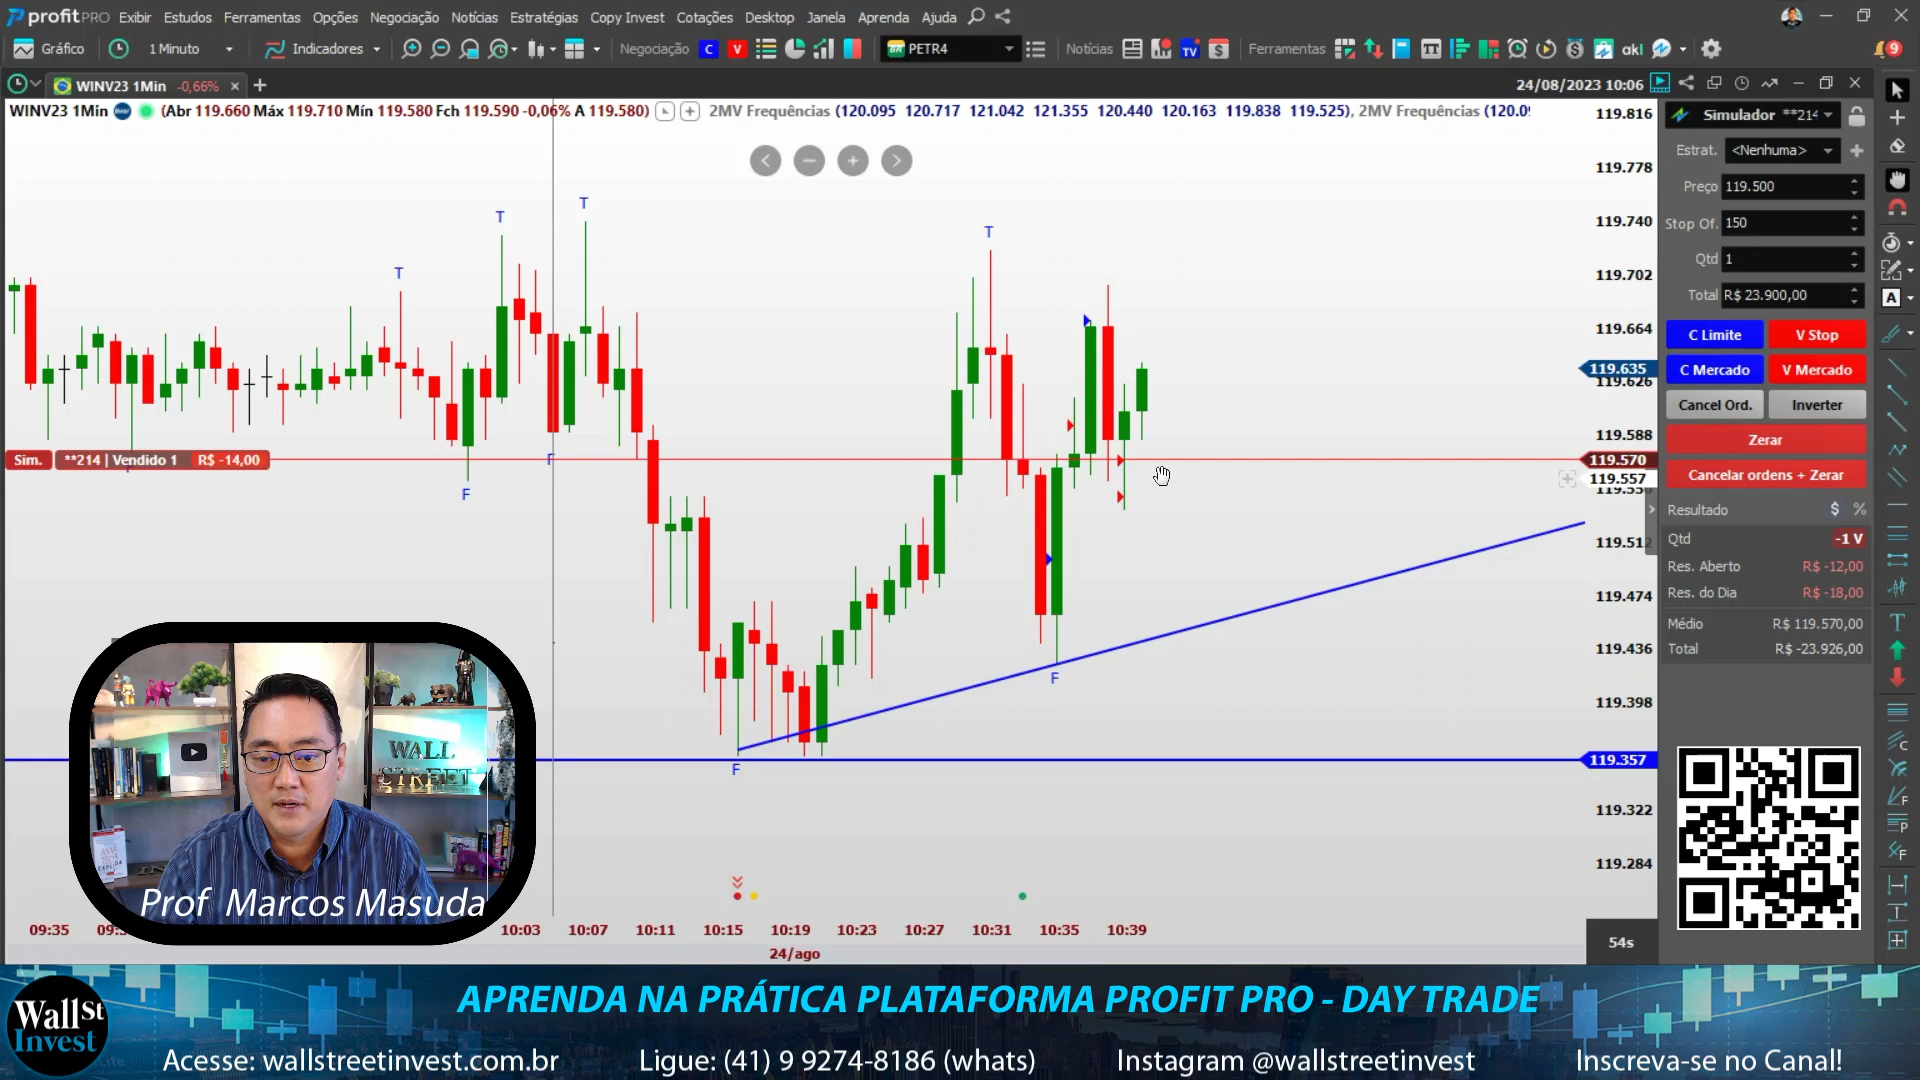 profitPRO Exibir Estudos Ferramentas Opções Negociação Notícias Estratégias Copy Invest Cotações Desktop Janela Aprenda Ajuda
Gráfico 1 Minuto Indicadores Negociação C V PETR4 Notícias TV $ Ferramentas akl 9
WINV23 1Min -0,66% 24/08/2023 10:06
WINV23 1Min (Abr 119.660 Máx 119.710 Mín 119.580 Fch 119.590 -0,06% A 119.580) 2MV Frequências (120.095 120.717 121.042 121.355 120.440 120.163 119.838 119.525), 2MV Frequências (120.09
119.816
119.778
119.740
119.702
119.664
119.635
119.626
119.588
119.570
119.557
119.512
119.474
119.436
119.398
119.357
119.322
119.284
T
T
T
T
F
F
F
F
Sim. **214 | Vendido 1 R$ -14,00
09:35
10:03 10:07 10:11 10:15 10:19 10:23 10:27 10:31 10:35 10:39
24/ago
54s
Simulador **214
Estrat. <Nenhuma>
Preço 119.500
Stop Of. 150
Qtd 1
Total R$ 23.900,00
C Limite V Stop
C Mercado V Mercado
Cancel Ord. Inverter
Zerar
Cancelar ordens + Zerar
Resultado $ %
Qtd -1 V
Res. Aberto R$ -12,00
Res. do Dia R$ -18,00
Médio R$ 119.570,00
Total R$ -23.926,00
WALL
STREET
Prof Marcos Masuda
Wall St
Invest
APRENDA NA PRÁTICA PLATAFORMA PROFIT PRO - DAY TRADE
Acesse: wallstreetinvest.com.br Ligue: (41) 9 9274-8186 (whats) Instagram @wallstreetinvest Inscreva-se no Canal!